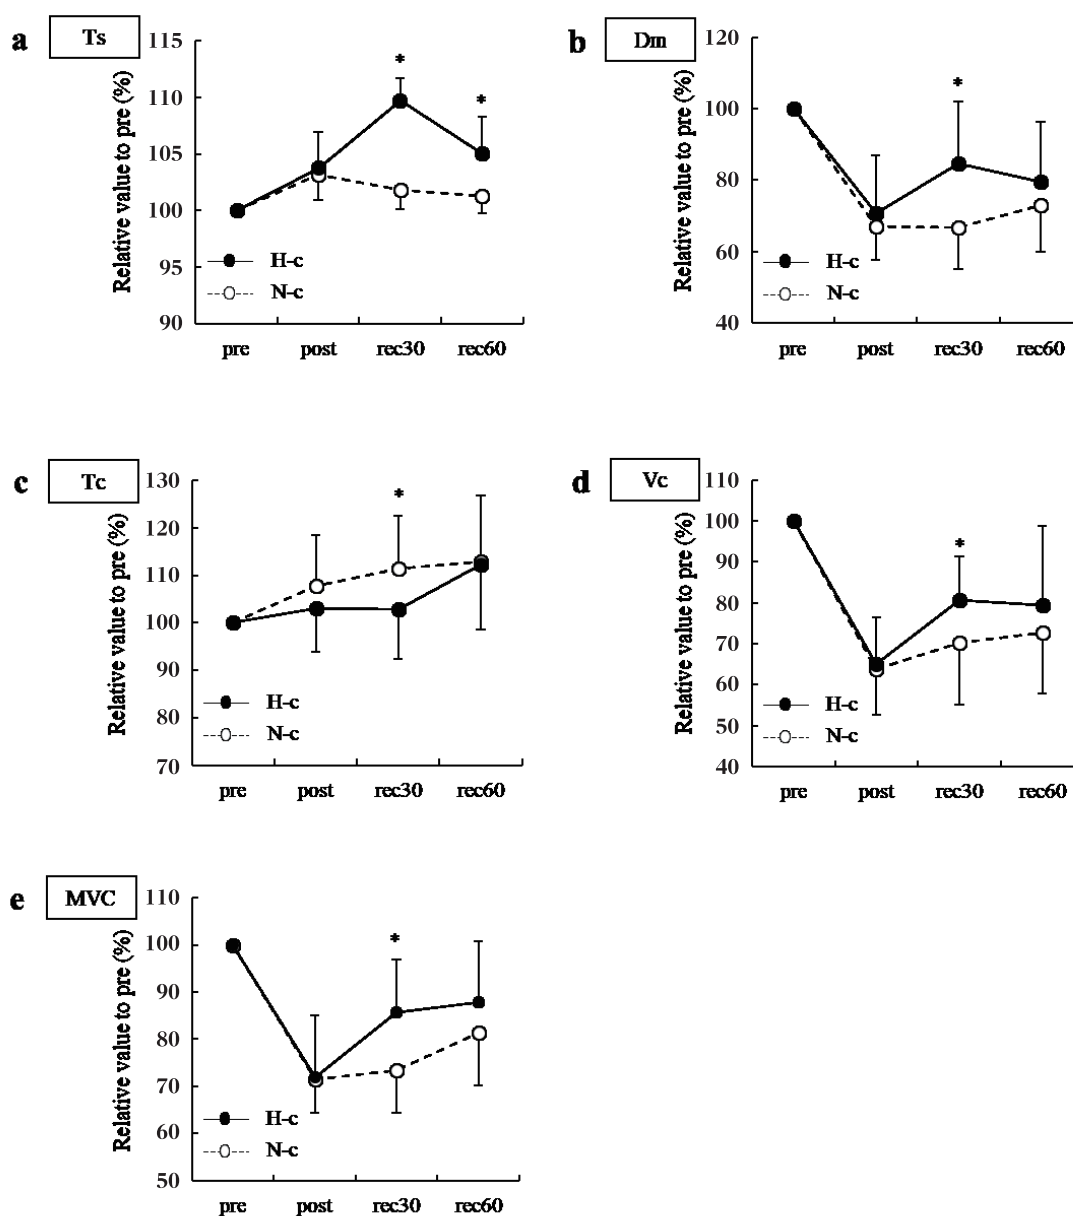 a
Ts
Relative value to pre (%)
115
110
105
100
95
90
*
*
H-c
N-c
pre post rec30 rec60
b
Dm
Relative value to pre (%)
120
100
80
60
40
*
H-c
N-c
pre post rec30 rec60
c
Tc
Relative value to pre (%)
130
120
110
100
90
80
70
*
H-c
N-c
pre post rec30 rec60
d
Vc
Relative value to pre (%)
110
100
90
80
70
60
50
40
*
H-c
N-c
pre post rec30 rec60
e
MVC
Relative value to pre (%)
110
100
90
80
70
60
50
*
H-c
N-c
pre post rec30 rec60